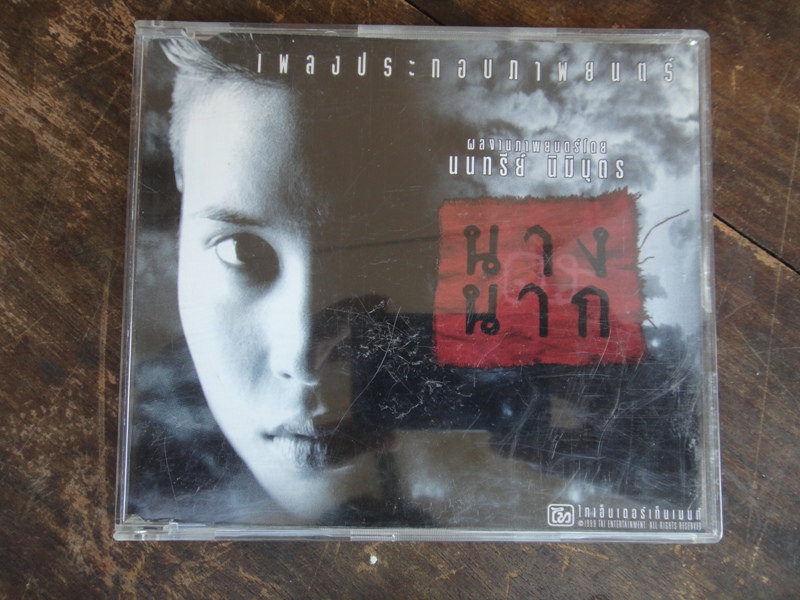 เพลงประกอบภาพยนตร์
ผลงานภาพยนตร์โดย
นนทรีย์ นิมิบุตร
นาง
นาก
ไท เอ็นเตอร์เท็นเมนท์
©1999 TAI ENTERTAINMENT. ALL RIGHTS RESERVED